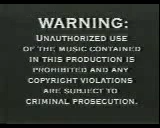 WARNING:
UNAUTHORIZED USE
OF THE MUSIC CONTAINED
IN THIS PRODUCTION IS
PROHIBITED AND ANY
COPYRIGHT VIOLATIONS
ARE SUBJECT TO
CRIMINAL PROSECUTION.